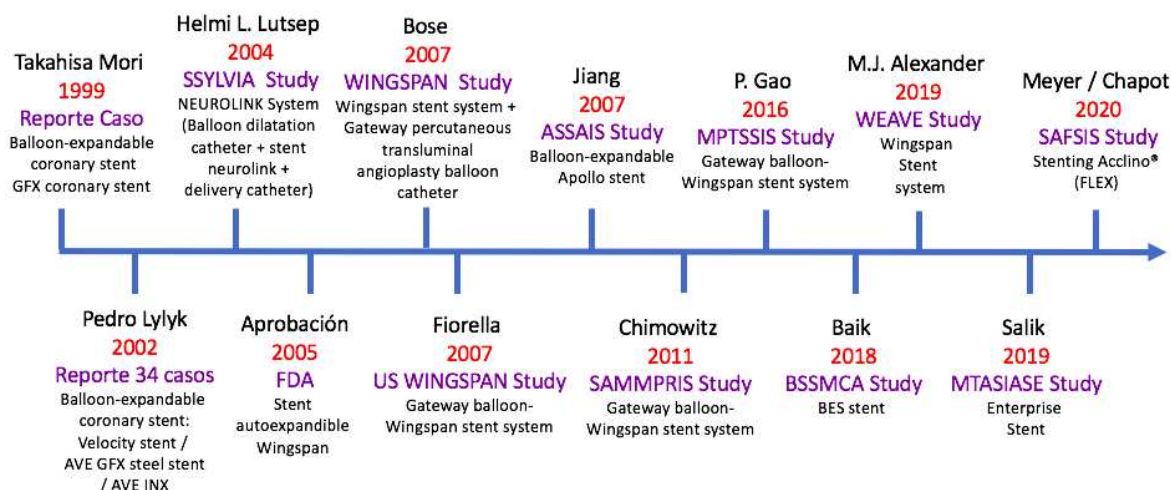 Takahisa Mori
1999
Reporte Caso
Balloon-expandable
coronary stent
GFX coronary stent
Helmi L. Lutsep
2004
SSYLVIA Study
NEUROLINK System
(Balloon dilatation
catheter + stent
neurolink +
delivery catheter)
Bose
2007
WINGSPAN Study
Wingspan stent system +
Gateway percutaneous
transluminal
angioplasty balloon
catheter
Jiang
2007
ASSAIS Study
Balloon-expandable
Apollo stent
P. Gao
2016
MPTSSIS Study
Gateway balloon-
Wingspan stent system
M.J. Alexander
2019
WEAVE Study
Wingspan
Stent
system
Meyer / Chapot
2020
SAFSIS Study
Stenting Acclino®
(FLEX)
Pedro Lylyk
2002
Reporte 34 casos
Balloon-expandable
coronary stent:
Velocity stent /
AVE GFX steel stent
/ AVE INX
Aprobación
2005
FDA
Stent
autoexpandible
Wingspan
Fiorella
2007
US WINGSPAN Study
Gateway balloon-
Wingspan stent system
Chimowitz
2011
SAMMPRIS Study
Gateway balloon-
Wingspan stent system
Baik
2018
BSSMCA Study
BES stent
Salik
2019
MTASIASE Study
Enterprise
Stent